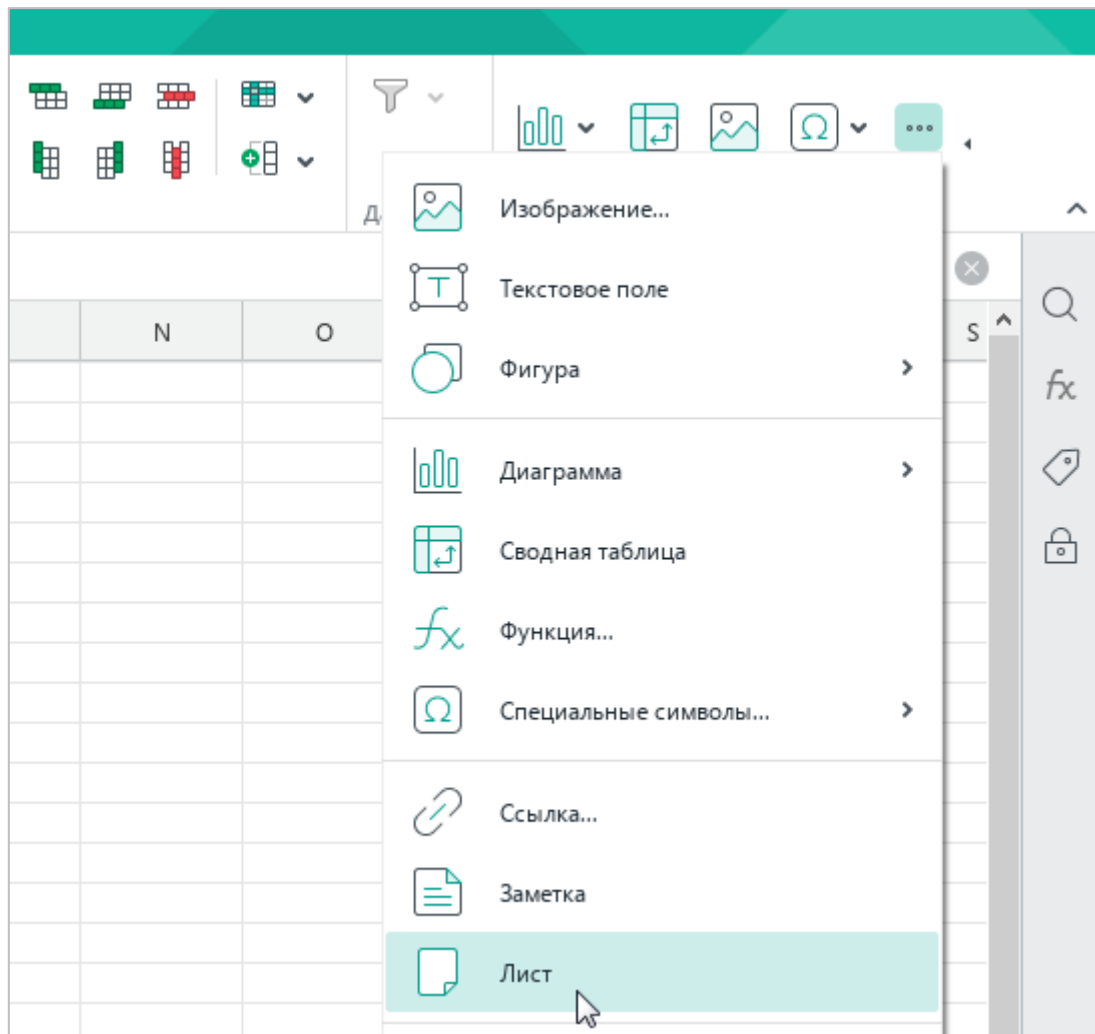 Изображение...
Текстовое поле
N
O
S
Фигура
Диаграмма
Сводная таблица
Функция...
Специальные символы...
Ссылка...
Заметка
Лист